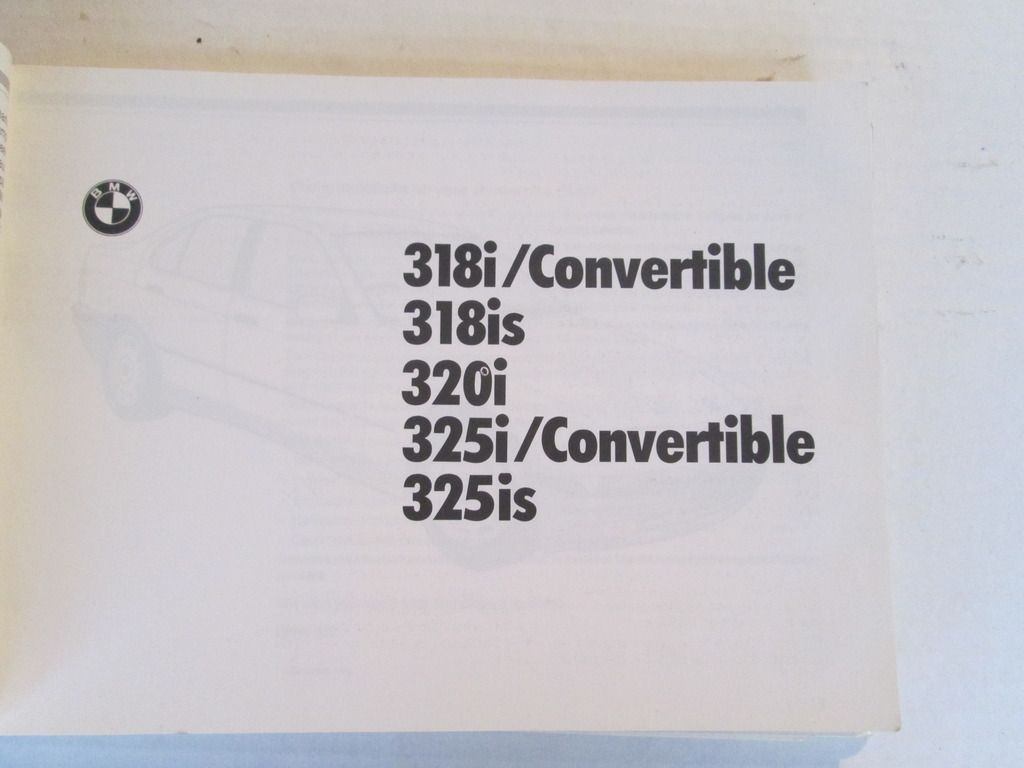 BMW
318i/Convertible
318is
320i
325i/Convertible
325is